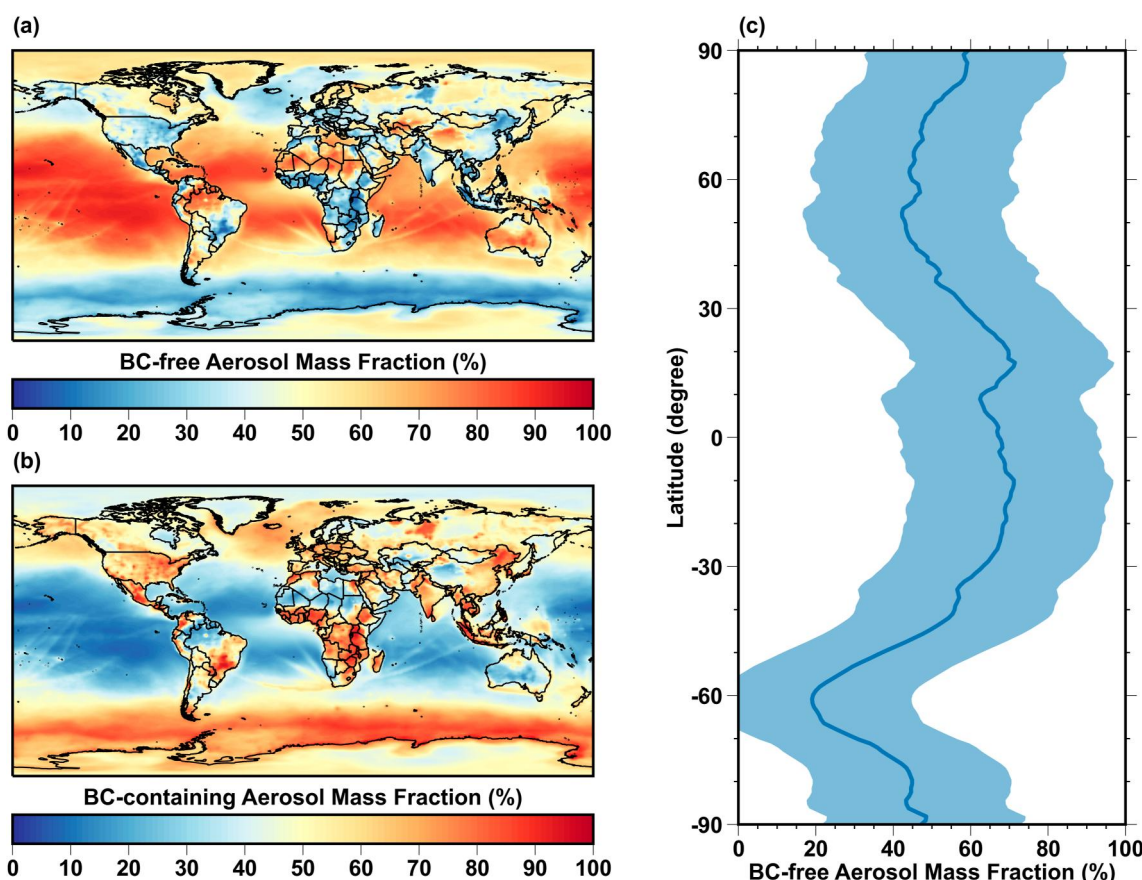 (a)
BC-free Aerosol Mass Fraction (%)
0 10 20 30 40 50 60 70 80 90 100
(b)
BC-containing Aerosol Mass Fraction (%)
0 10 20 30 40 50 60 70 80 90 100
(c)
90
60
30
0
-30
-60
-90
Latitude (degree)
0 20 40 60 80 100
BC-free Aerosol Mass Fraction (%)